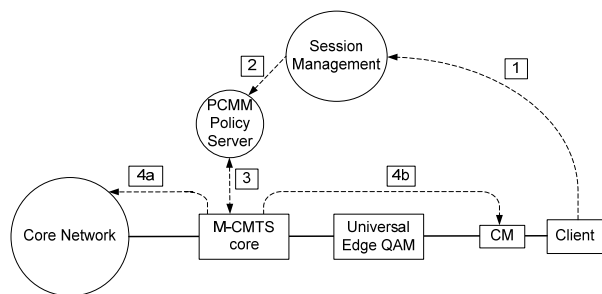 Session
Management
1
2
PCMM
Policy
Server
3
4a
4b
Core Network
M-CMTS
core
Universal
Edge QAM
CM
Client